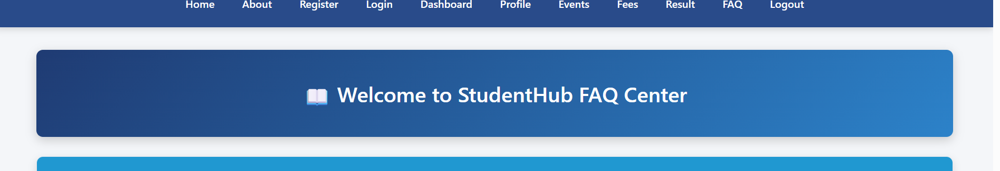 Home About Register Login Dashboard Profile Events Fees Result FAQ Logout
📖 Welcome to StudentHub FAQ Center